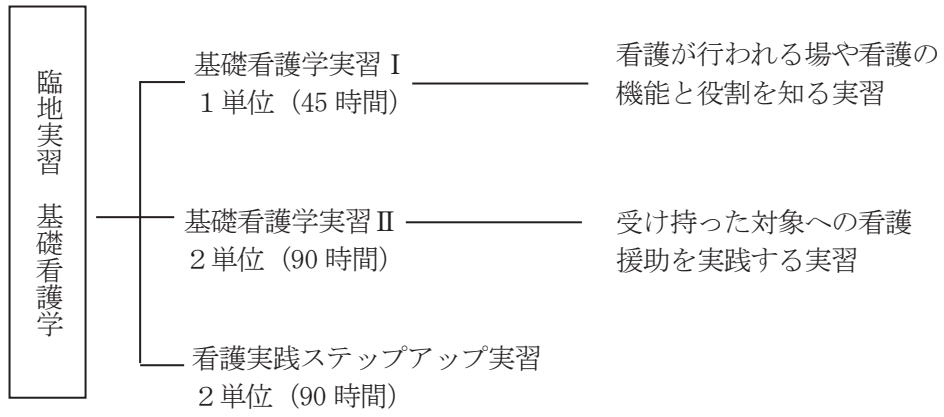 臨地実習 基礎看護学
基礎看護学実習Ⅰ
1単位（45時間）
看護が行われる場や看護の
機能と役割を知る実習
基礎看護学実習Ⅱ
2単位（90時間）
受け持った対象への看護
援助を実践する実習
看護実践ステップアップ実習
2単位（90時間）